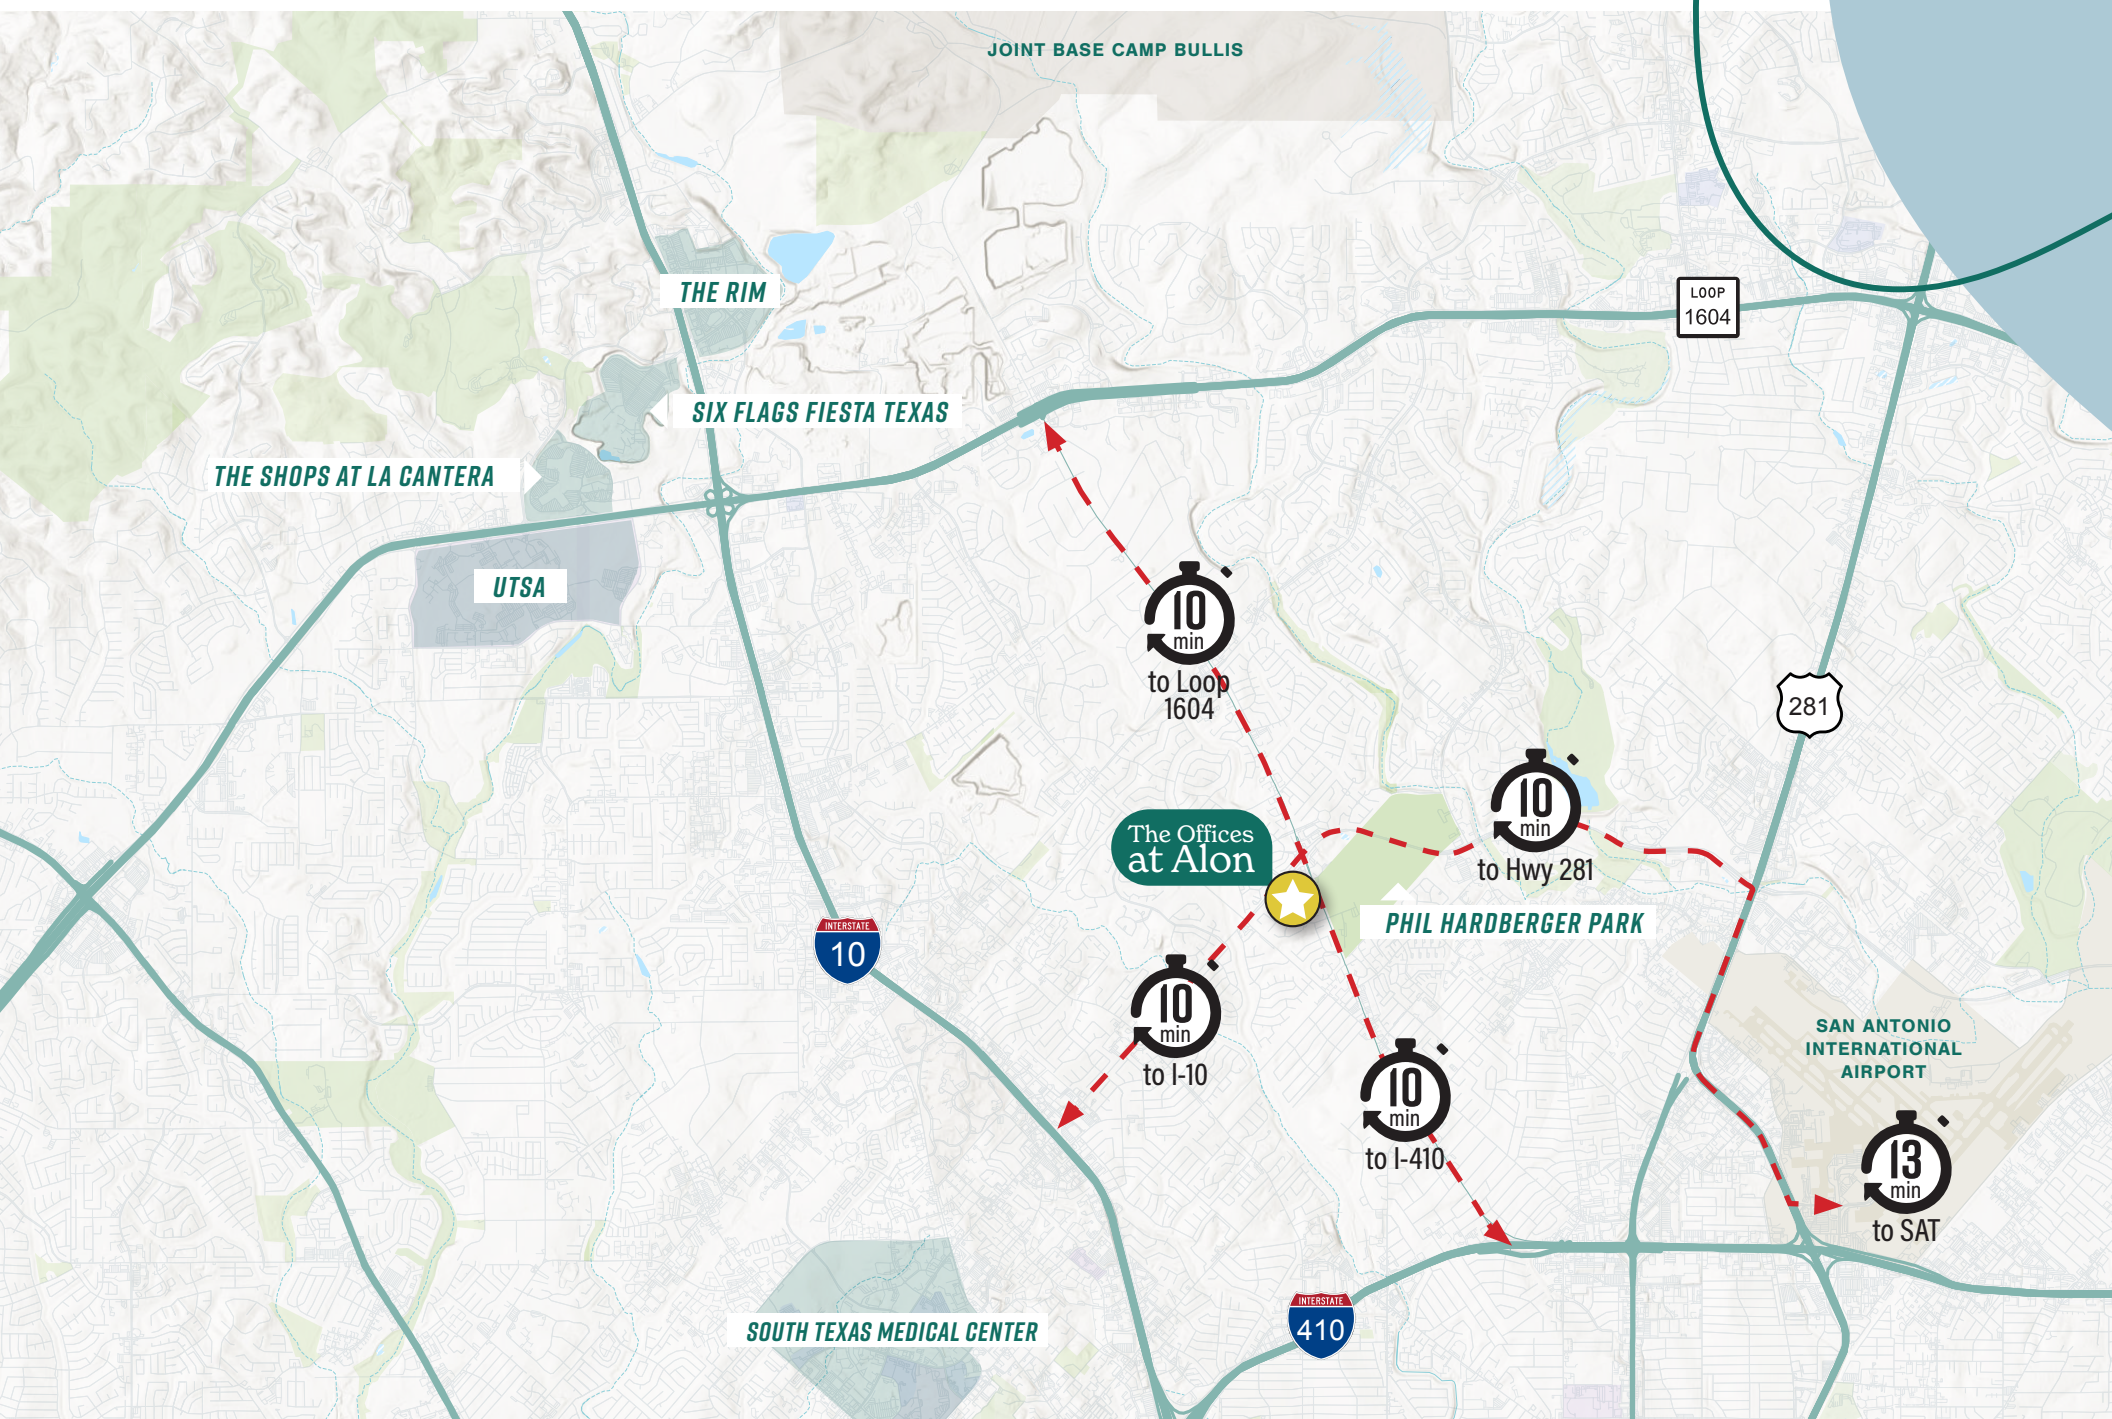 JOINT BASE CAMP BULLIS
THE RIM
LOOP
1604
SIX FLAGS FIESTA TEXAS
THE SHOPS AT LA CANTERA
UTSA
10
min
to Loop
1604
281
10
min
to Hwy 281
The Offices
at Alon
PHIL HARDBERGER PARK
INTERSTATE
10
10
min
to I-10
SAN ANTONIO
INTERNATIONAL
AIRPORT
10
min
to I-410
13
min
to SAT
INTERSTATE
410
SOUTH TEXAS MEDICAL CENTER